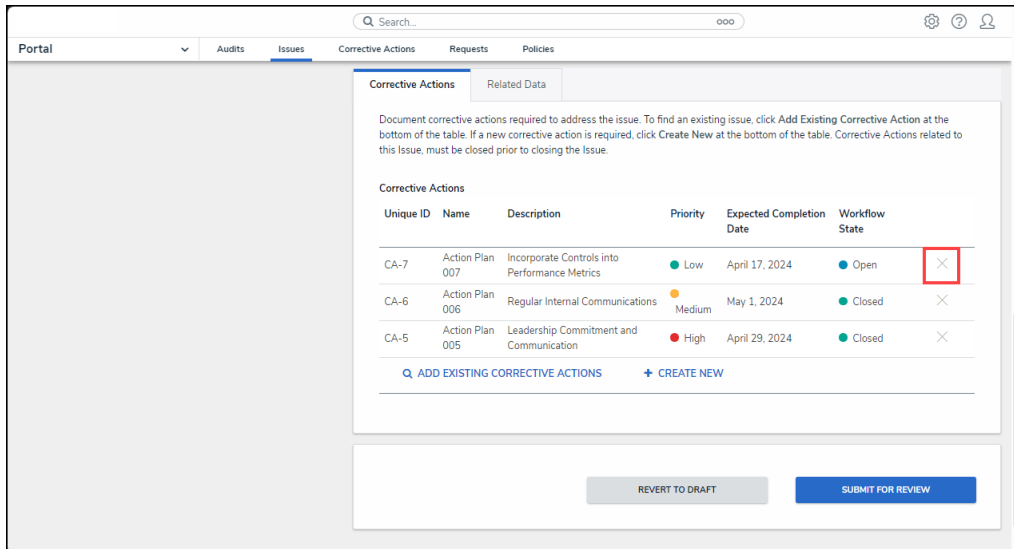 Search...
ooo
Portal
Audits
Issues
Corrective Actions
Requests
Policies
Corrective Actions
Related Data
Document corrective actions required to address the issue. To find an existing issue, click Add Existing Corrective Action at the
bottom of the table. If a new corrective action is required, click Create New at the bottom of the table. Corrective Actions related to
this Issue, must be closed prior to closing the Issue.
Corrective Actions
Unique ID Name Description Priority Expected Completion Workflow
Date State
CA-7 Action Plan Incorporate Controls into Low April 17, 2024 Open
007 Performance Metrics
CA-6 Action Plan Regular Internal Communications Medium May 1, 2024 Closed
006
CA-5 Action Plan Leadership Commitment and High April 29, 2024 Closed
005 Communication
ADD EXISTING CORRECTIVE ACTIONS + CREATE NEW
REVERT TO DRAFT
SUBMIT FOR REVIEW